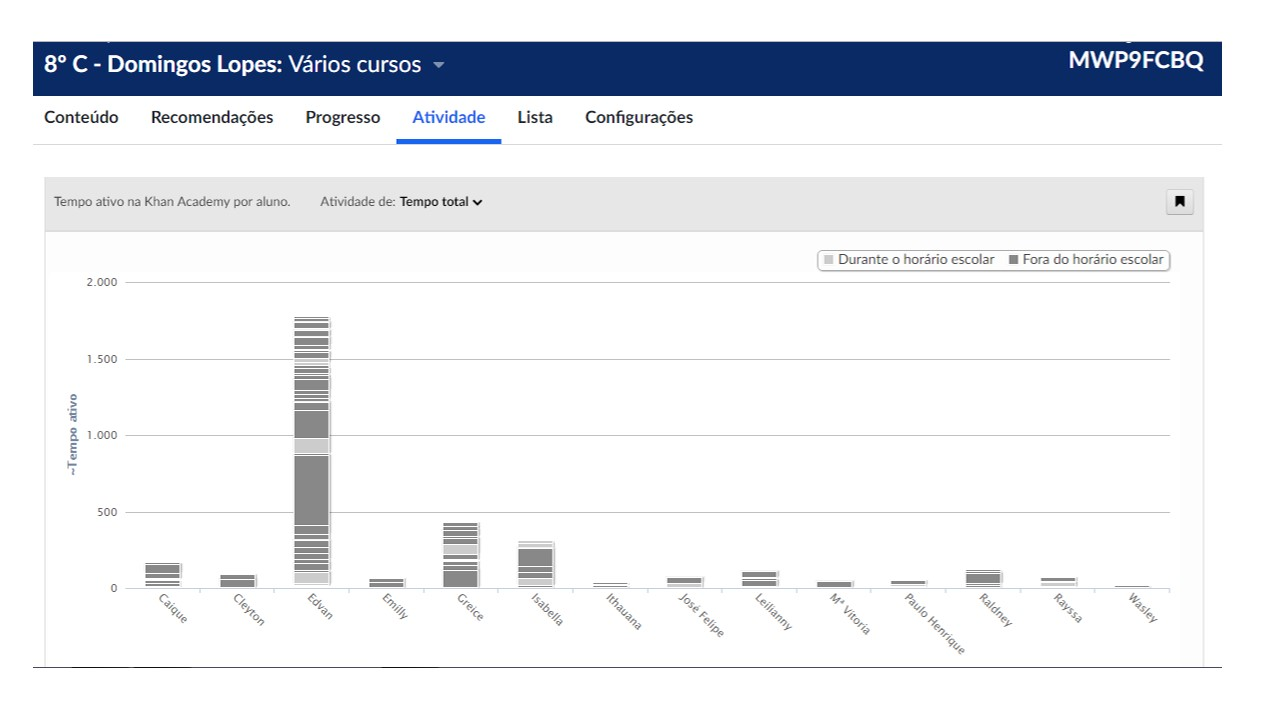 8º C - Domingos Lopes: Vários cursos
MWP9FCBQ
Conteúdo Recomendações Progresso Atividade Lista Configurações
Tempo ativo na Khan Academy por aluno. Atividade de: Tempo total
Durante o horário escolar Fora do horário escolar
2.000
1.500
1.000
500
0
~Tempo ativo
Caique
Cleyton
Edvan
Emilly
Greice
Isabella
Ithauana
José Felipe
Leillianny
Mª Vitoria
Paulo Henrique
Raldney
Rayssa
Wasley